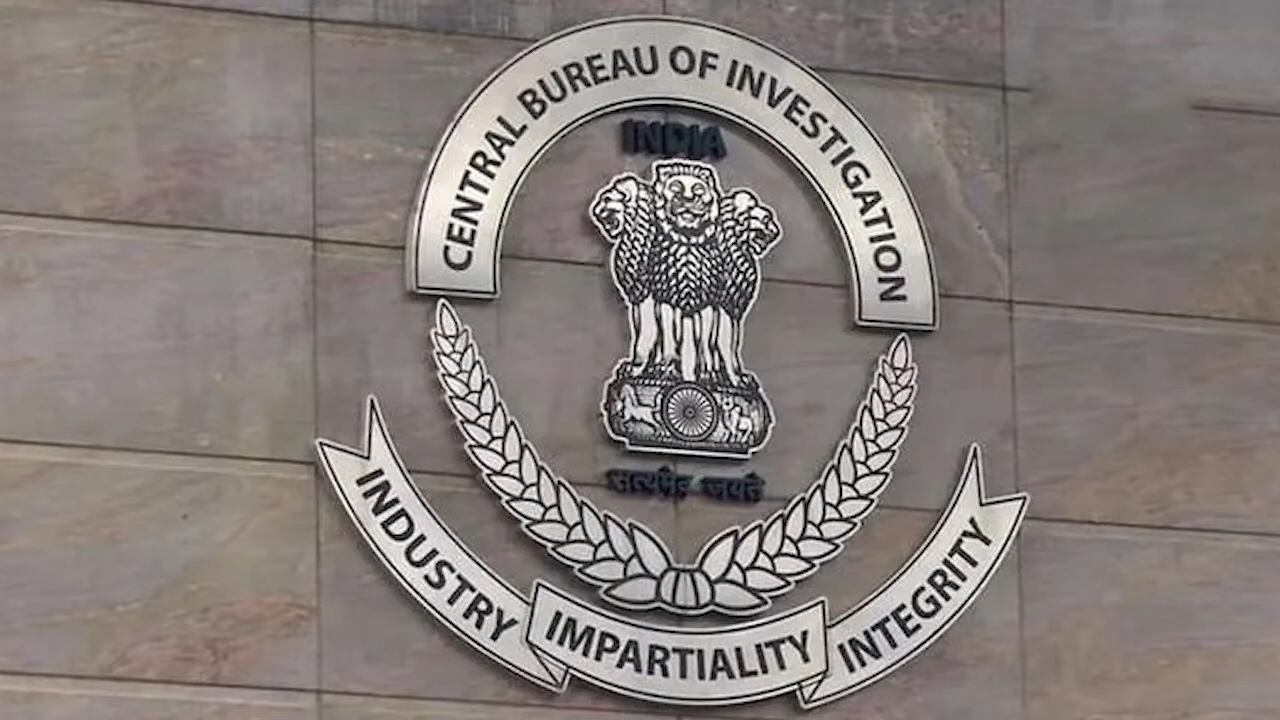 CENTRAL BUREAU OF INVESTIGATION
INDIA
सत्यमेव जयते
INDUSTRY IMPARTIALITY INTEGRITY